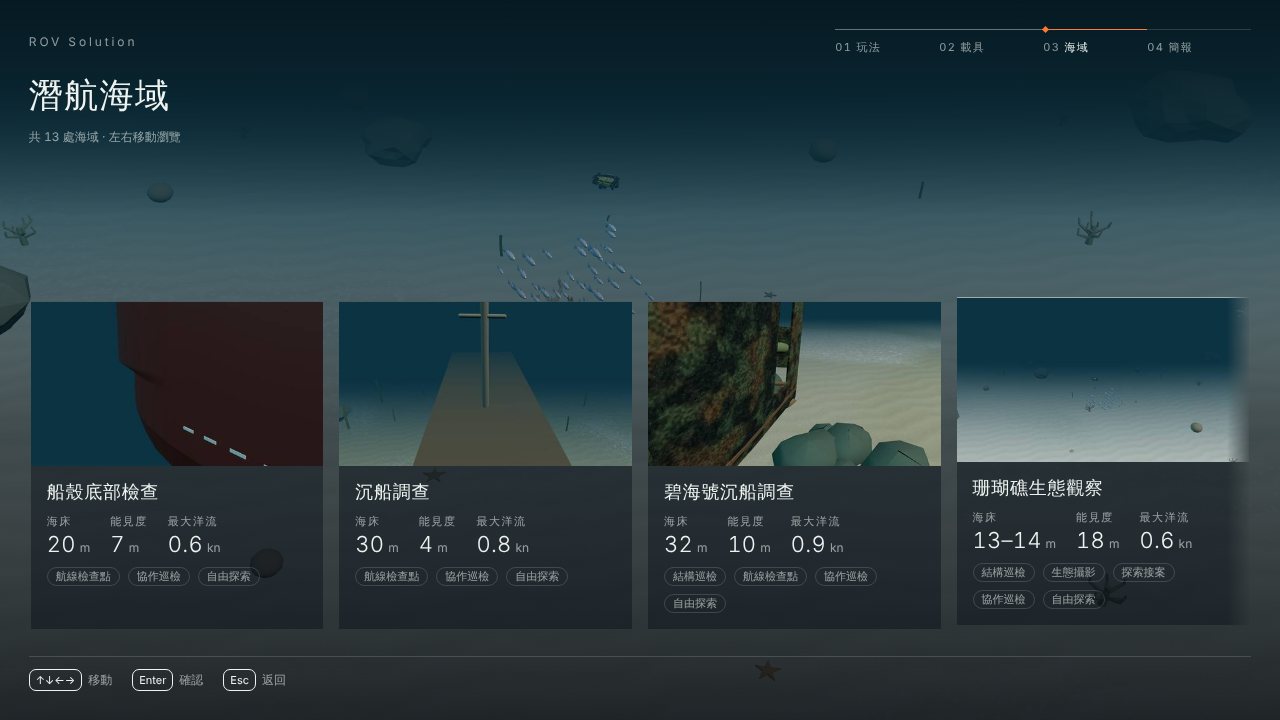 ROV Solution
01 玩法 02 載具 03 海域 04 簡報
潛航海域
共 13 處海域 · 左右移動瀏覽
船殼底部檢查
海床 能見度 最大洋流
20 m 7 m 0.6 kn
航線檢查點 協作巡檢 自由探索
沉船調查
海床 能見度 最大洋流
30 m 4 m 0.8 kn
航線檢查點 協作巡檢 自由探索
碧海號沉船調查
海床 能見度 最大洋流
32 m 10 m 0.9 kn
結構巡檢 航線檢查點 協作巡檢
自由探索
珊瑚礁生態觀察
海床 能見度 最大洋流
13–14 m 18 m 0.6 kn
結構巡檢 生態攝影 探索接案
協作巡檢 自由探索
↑↓←→ 移動 Enter 確認 Esc 返回